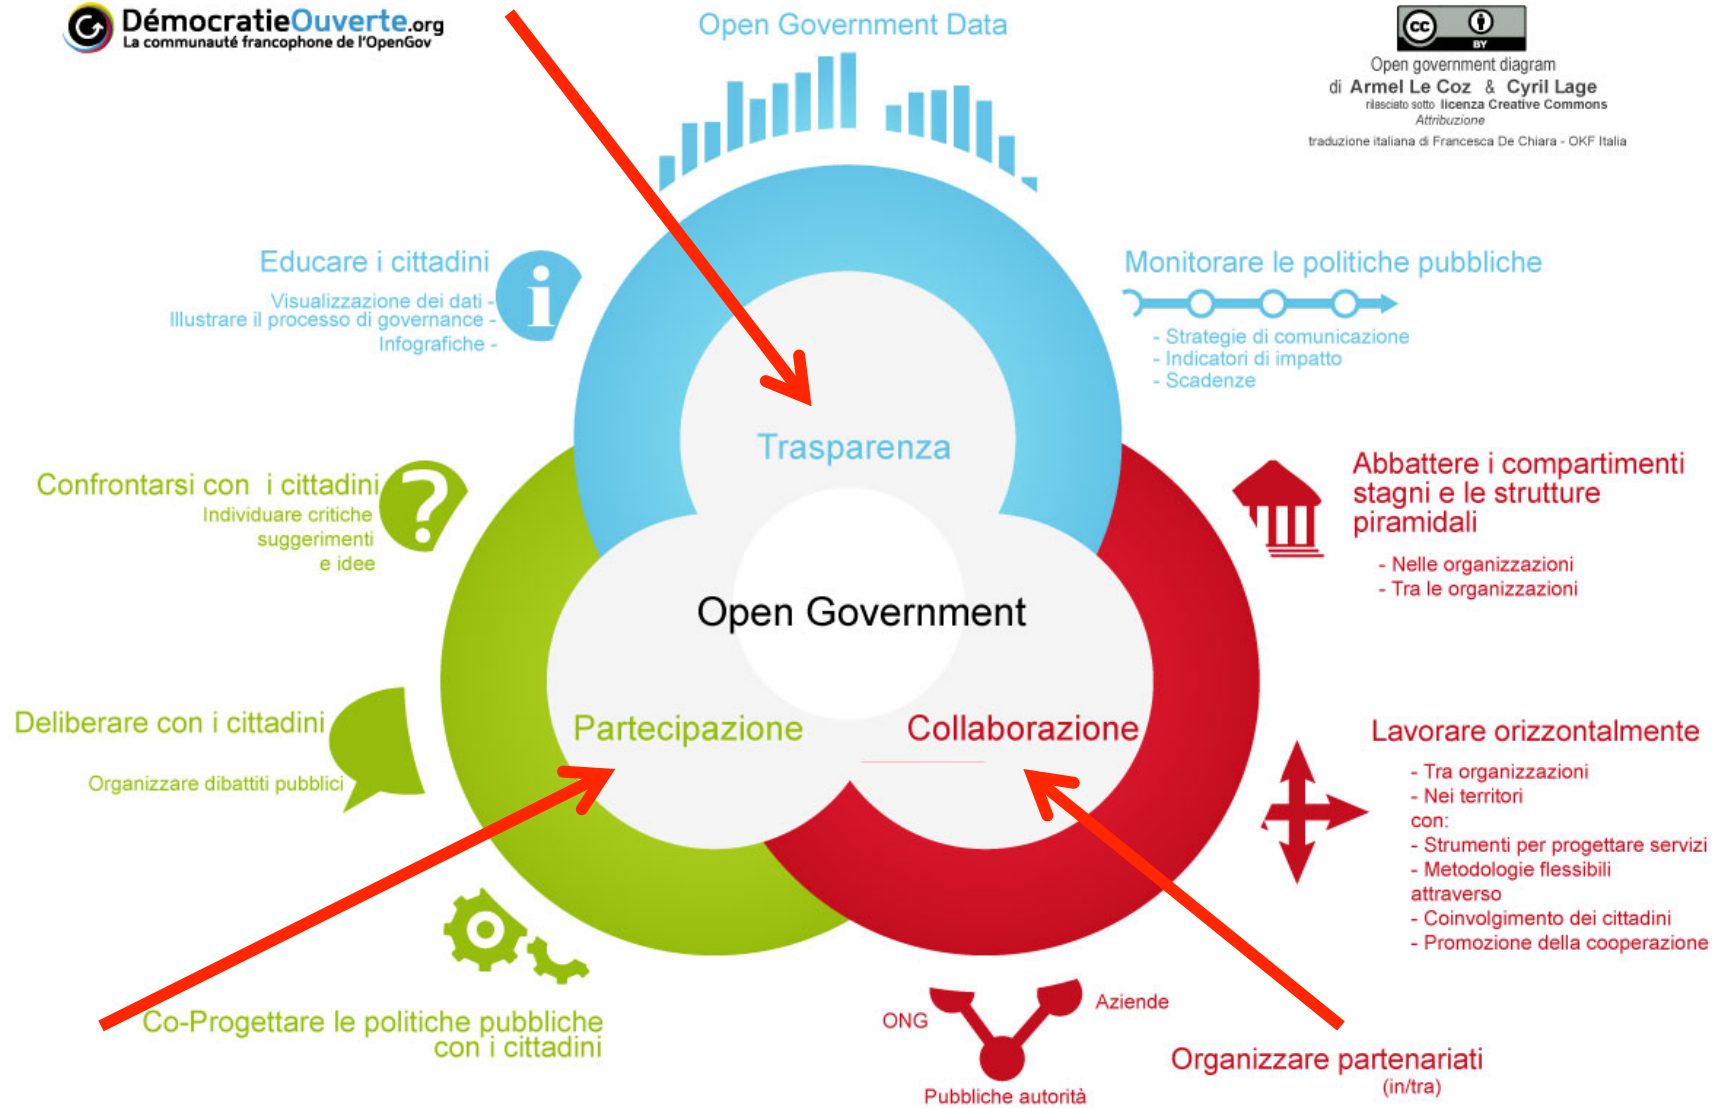 DémocratieOuverte.org
La communauté francophone de l'OpenGov
Open Government Data
cc
BY
Open government diagram
di Armel Le Coz & Cyril Lage
rilasciato sotto licenza Creative Commons
Attribuzione
traduzione italiana di Francesca De Chiara - OKF Italia
Educare i cittadini
Visualizzazione dei dati -
Illustrare il processo di governance -
Infografiche -
i
Monitorare le politiche pubbliche
- Strategie di comunicazione
- Indicatori di impatto
- Scadenze
Trasparenza
Confrontarsi con i cittadini
Individuare critiche
suggerimenti
e idee
?
Abbattere i compartimenti
stagni e le strutture
piramidali
- Nelle organizzazioni
- Tra le organizzazioni
Open Government
Deliberare con i cittadini
Organizzare dibattiti pubblici
Partecipazione
Collaborazione
Lavorare orizzontalmente
- Tra organizzazioni
- Nei territori
con:
- Strumenti per progettare servizi
- Metodologie flessibili
attraverso
- Coinvolgimento dei cittadini
- Promozione della cooperazione
Co-Progettare le politiche pubbliche
con i cittadini
ONG
Aziende
Pubbliche autorità
Organizzare partenariati
(in/tra)